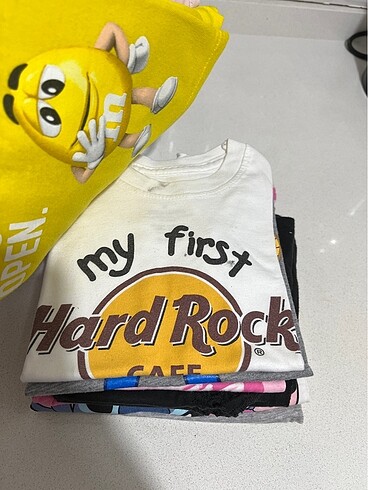 m
OPEN.
my first
Hard Rock
®
CAFE